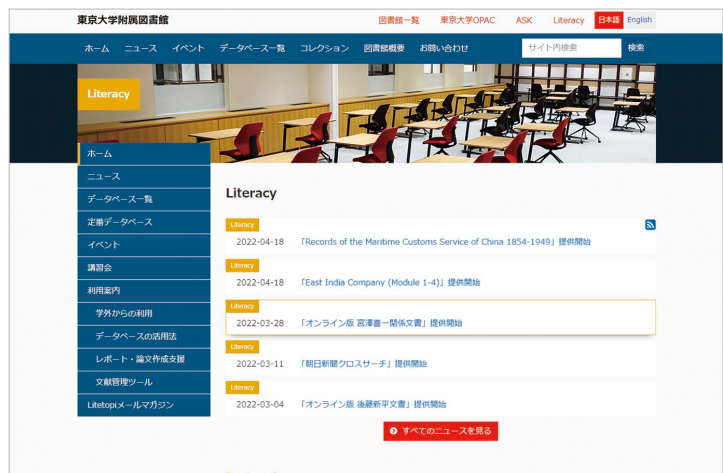 東京大学附属図書館
図書館一覧 東京大学OPAC ASK Literacy 日本語 English
ホーム ニュース イベント データベース一覧 コレクション 図書館概要 お問い合わせ サイト内検索 検索
Literacy
ホーム
ニュース
データベース一覧
定番データベース
イベント
講習会
利用案内
学外からの利用
データベースの活用法
レポート・論文作成支援
文献管理ツール
Litetopiメールマガジン
Literacy
Literacy
2022-04-18 「Records of the Maritime Customs Service of China 1854-1949」提供開始
Literacy
2022-04-18 「East India Company (Module 1-4)」提供開始
Literacy
2022-03-28 「オンライン版 宮澤喜一関係文書」提供開始
Literacy
2022-03-11 「朝日新聞クロスサーチ」提供開始
Literacy
2022-03-04 「オンライン版 後藤新平文書」提供開始
すべてのニュースを見る